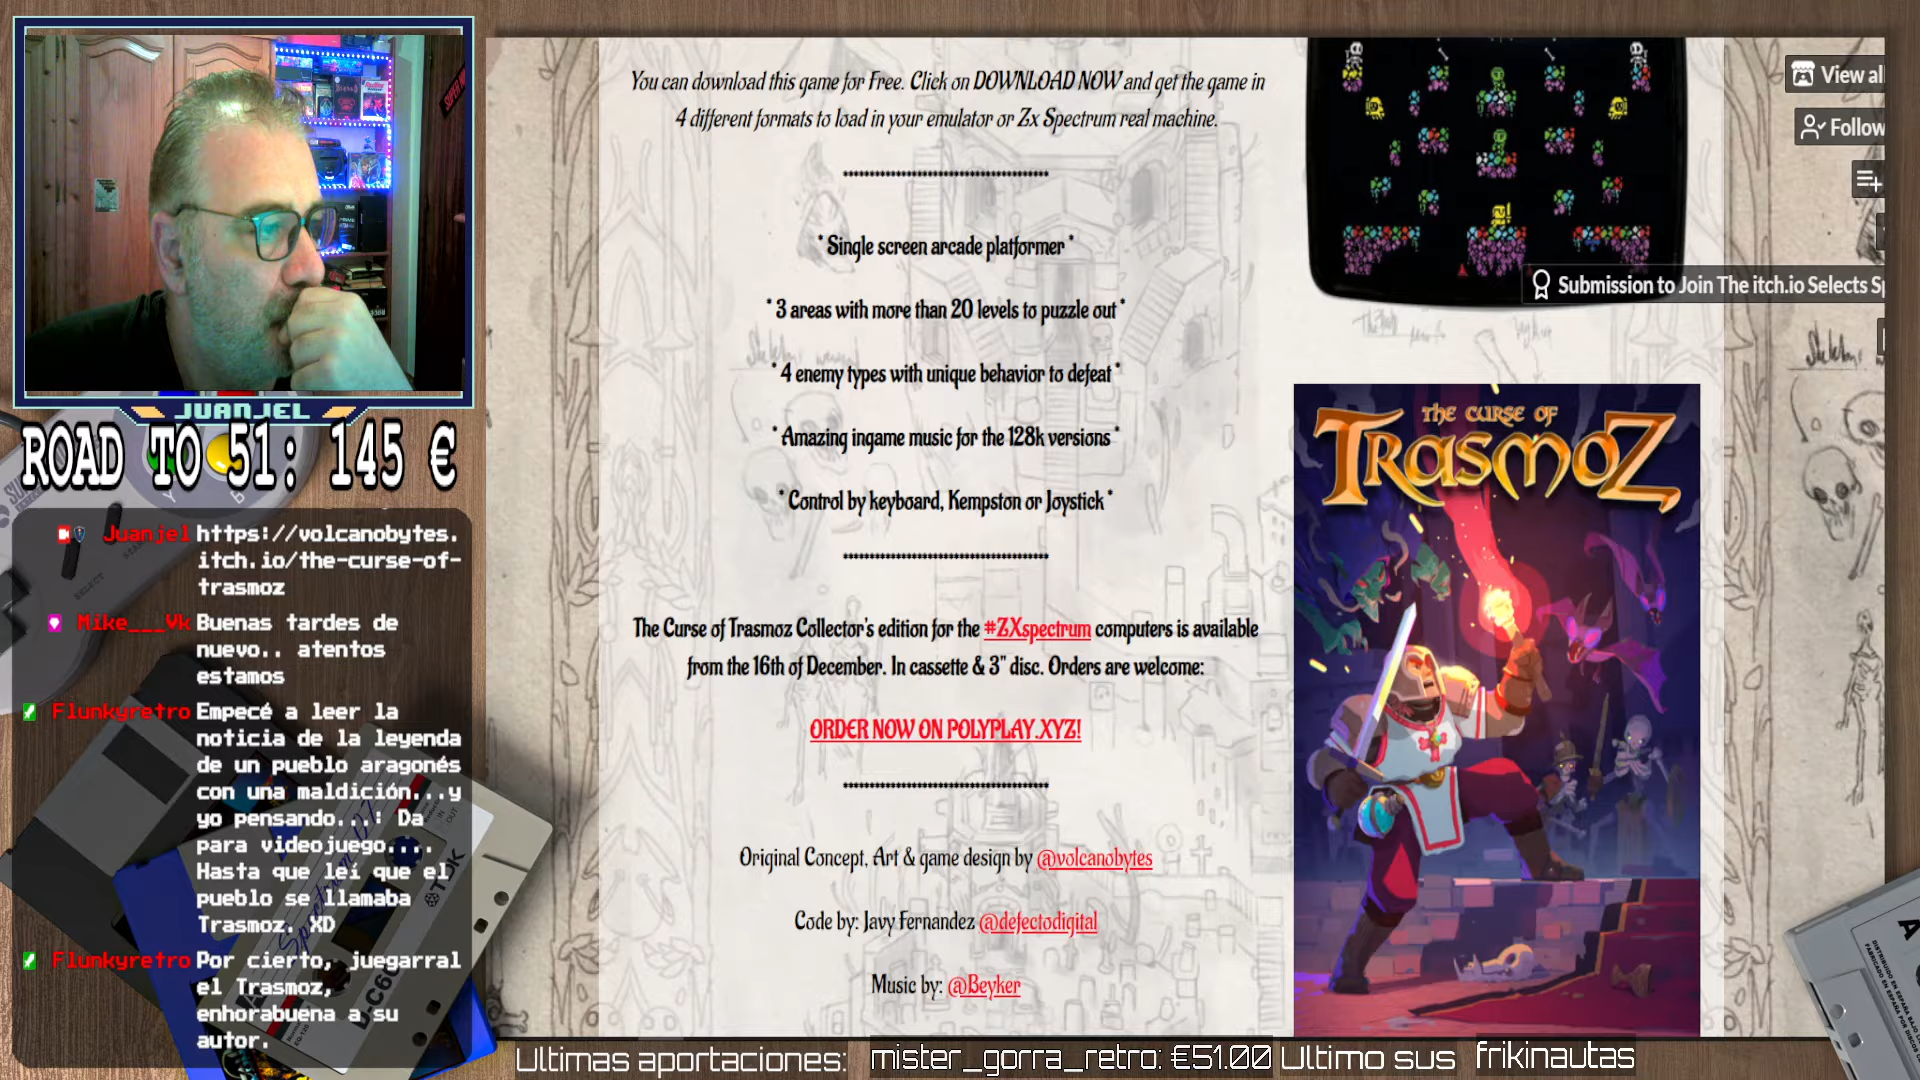 You can download this game for Free. Click on DOWNLOAD NOW and get the game in
4 different formats to load in your emulator or Zx Spectrum real machine.
****************************************
* Single screen arcade platformer *
* 3 areas with more than 20 levels to puzzle out *
* 4 enemy types with unique behavior to defeat *
* Amazing ingame music for the 128k versions *
* Control by keyboard, Kempston or Joystick *
****************************************
The Curse of Trasmoz Collector's edition for the #ZXspectrum computers is available
from the 16th of December. In cassette & 3" disc. Orders are welcome:
ORDER NOW ON POLYPLAY.XYZ!
****************************************
Original Concept, Art & game design by @volcanobytes
Code by: Javy Fernandez @defectodigital
Music by: @Beyker
View all
Follow
Submission to Join The itch.io Selects Sp
THE CURSE OF
TRASMOZ
JUANJEL
ROAD TO 51: 145 €
Juanjel https://volcanobytes.
itch.io/the-curse-of-
trasmoz
Mike___Vk Buenas tardes de
nuevo.. atentos
estamos
Flunkyretro Empecé a leer la
noticia de la leyenda
de un pueblo aragonés
con una maldición...y
yo pensando...: Da
para videojuego....
Hasta que leí que el
pueblo se llamaba
Trasmoz. XD
Flunkyretro Por cierto, juegarral
el Trasmoz,
enhorabuena a su
autor.
SELECT
TDK
Ultimas aportaciones: mister_gorra_retro: €51.00 Ultimo sus frikinautas